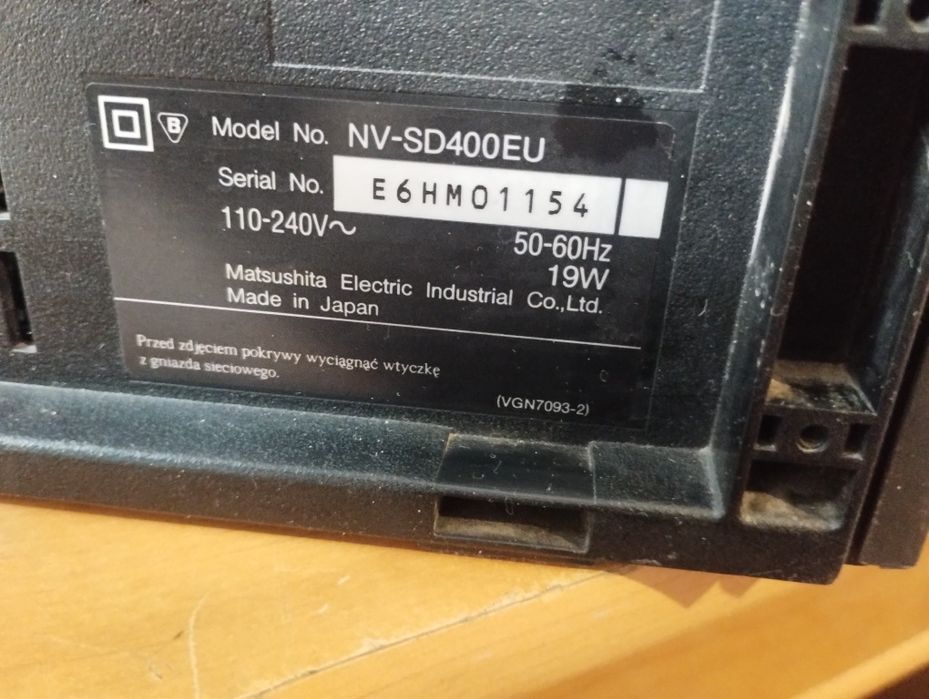 B Model No. NV-SD400EU
Serial No. E6HM01154
110-240V~ 50-60Hz
19W
Matsushita Electric Industrial Co.,Ltd.
Made in Japan
Przed zdjęciem pokrywy wyciągnąć wtyczkę
z gniazda sieciowego.
(VGN7093-2)